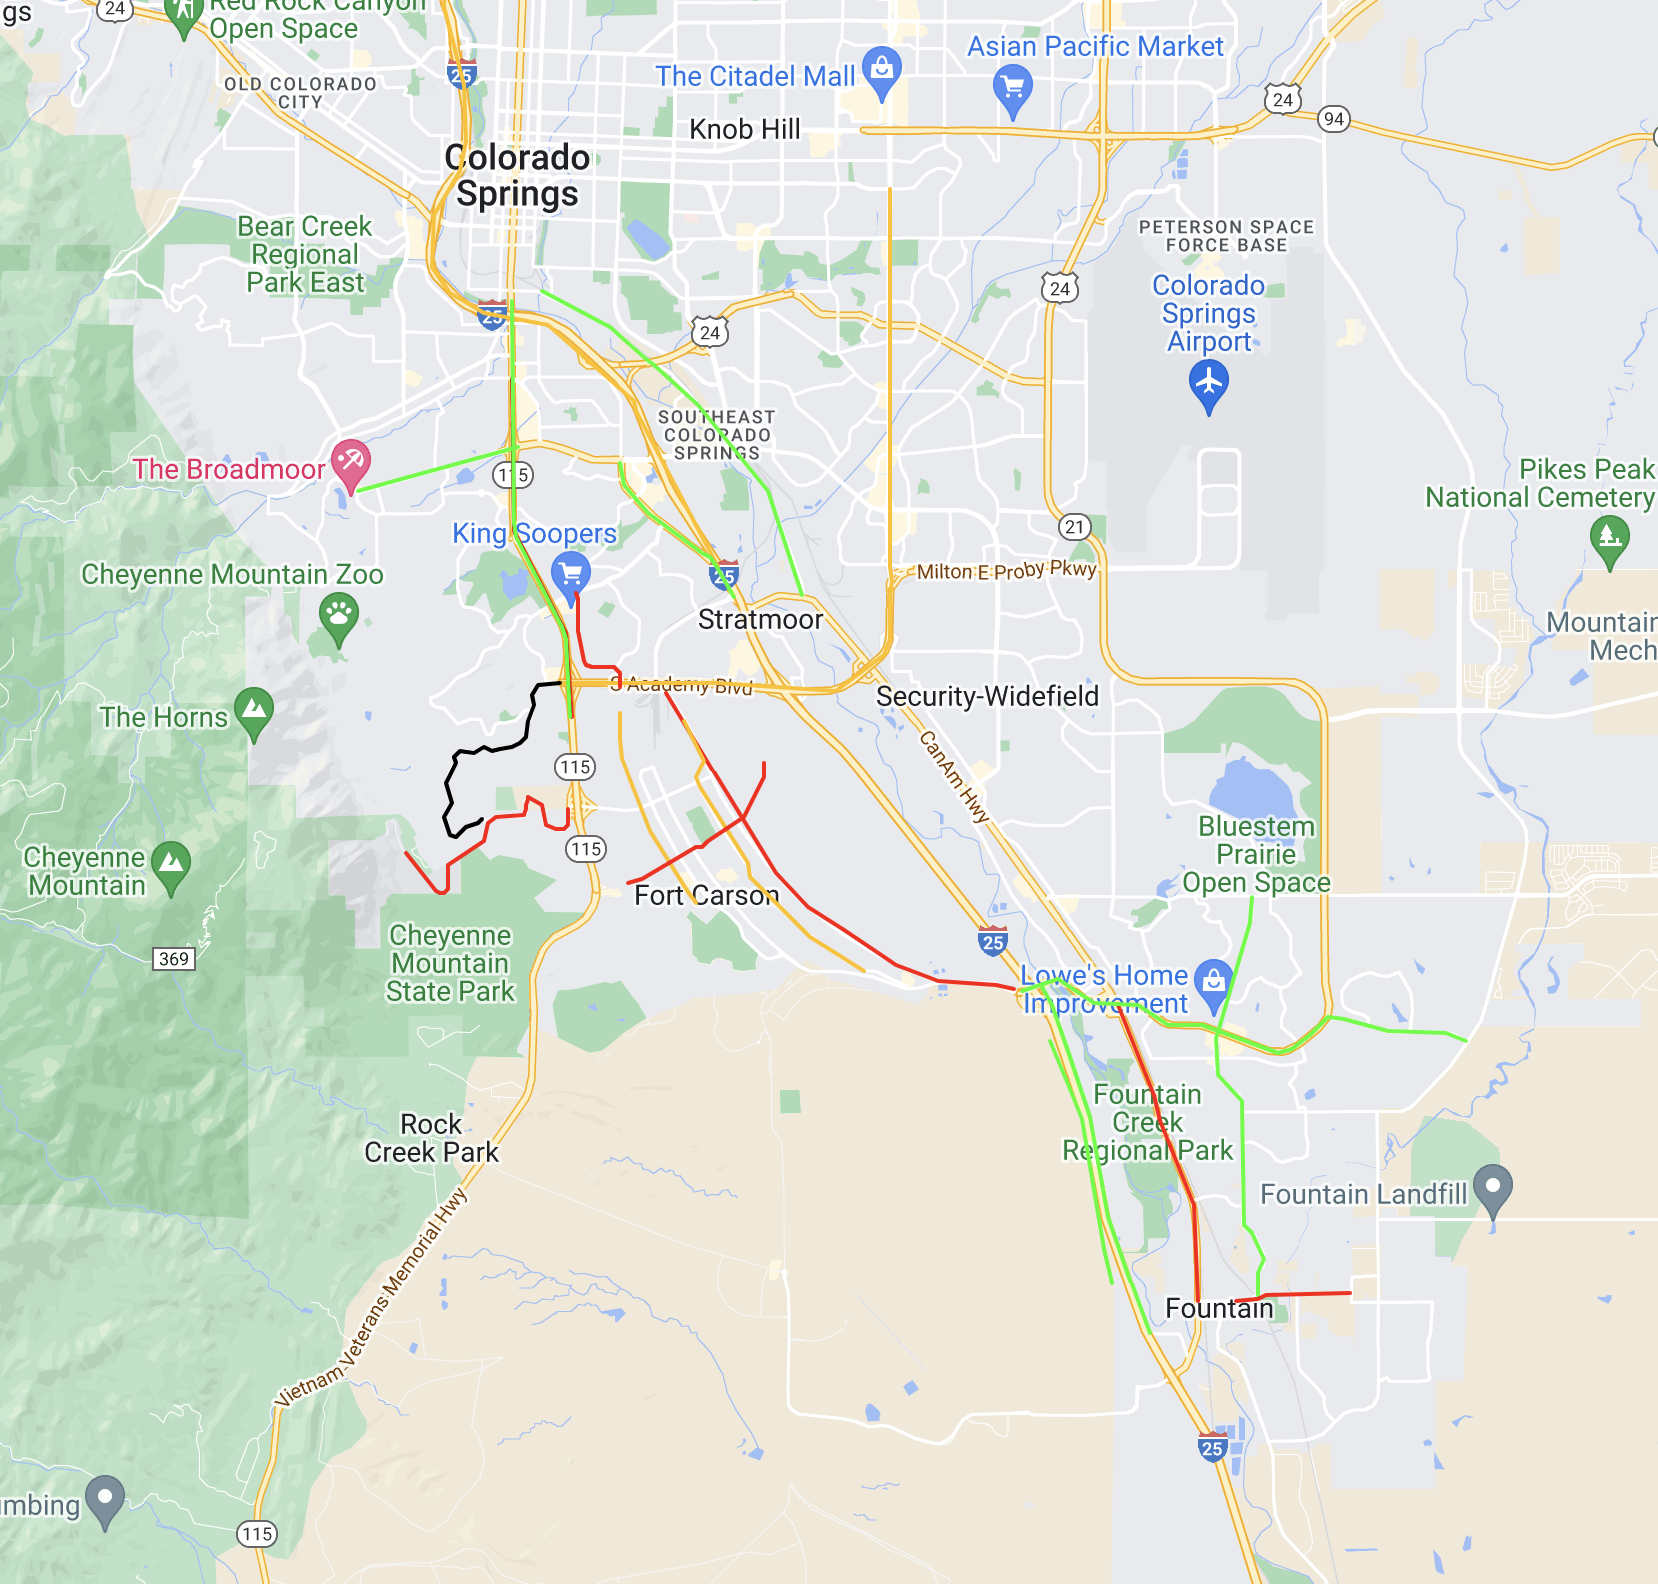 gs
24
Red Rock Canyon
Open Space
OLD COLORADO
CITY
25
The Citadel Mall
Asian Pacific Market
Knob Hill
24
94
Colorado
Springs
Bear Creek
Regional
Park East
PETERSON SPACE
FORCE BASE
24
Colorado
Springs
Airport
25
24
SOUTHEAST
COLORADO
SPRINGS
The Broadmoor
115
Pikes Peak
National Cemetery
21
King Soopers
Cheyenne Mountain Zoo
25
Milton E Proby Pkwy
Stratmoor
Mountain
Mech
S Academy Blvd
Security-Widefield
The Horns
CanAm Hwy
115
115
Bluestem
Prairie
Open Space
Cheyenne
Mountain
Fort Carson
369
Cheyenne
Mountain
State Park
25
Lowe's Home
Improvement
Rock
Creek Park
Fountain
Creek
Regional Park
Fountain Landfill
Vietnam Veterans Memorial Hwy
Fountain
25
umbing
115